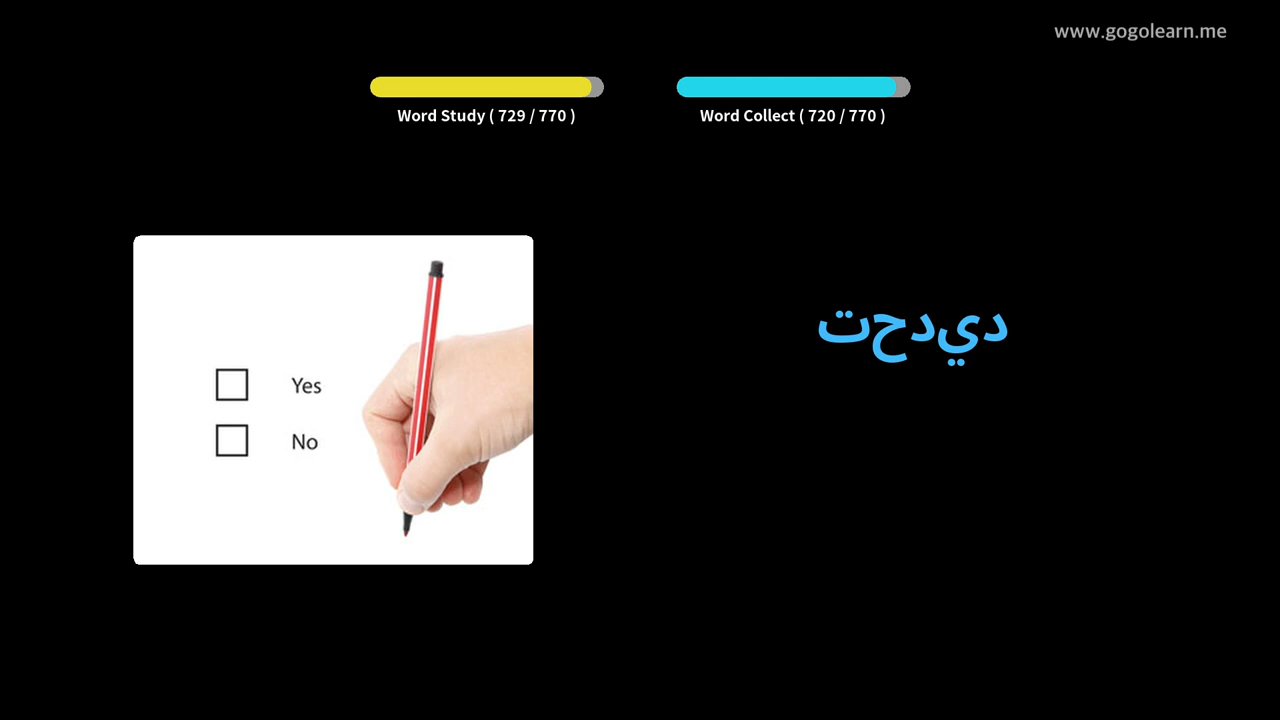 www.gogolearn.me
Word Study ( 729 / 770 )
Word Collect ( 720 / 770 )
تحديد
Yes
No